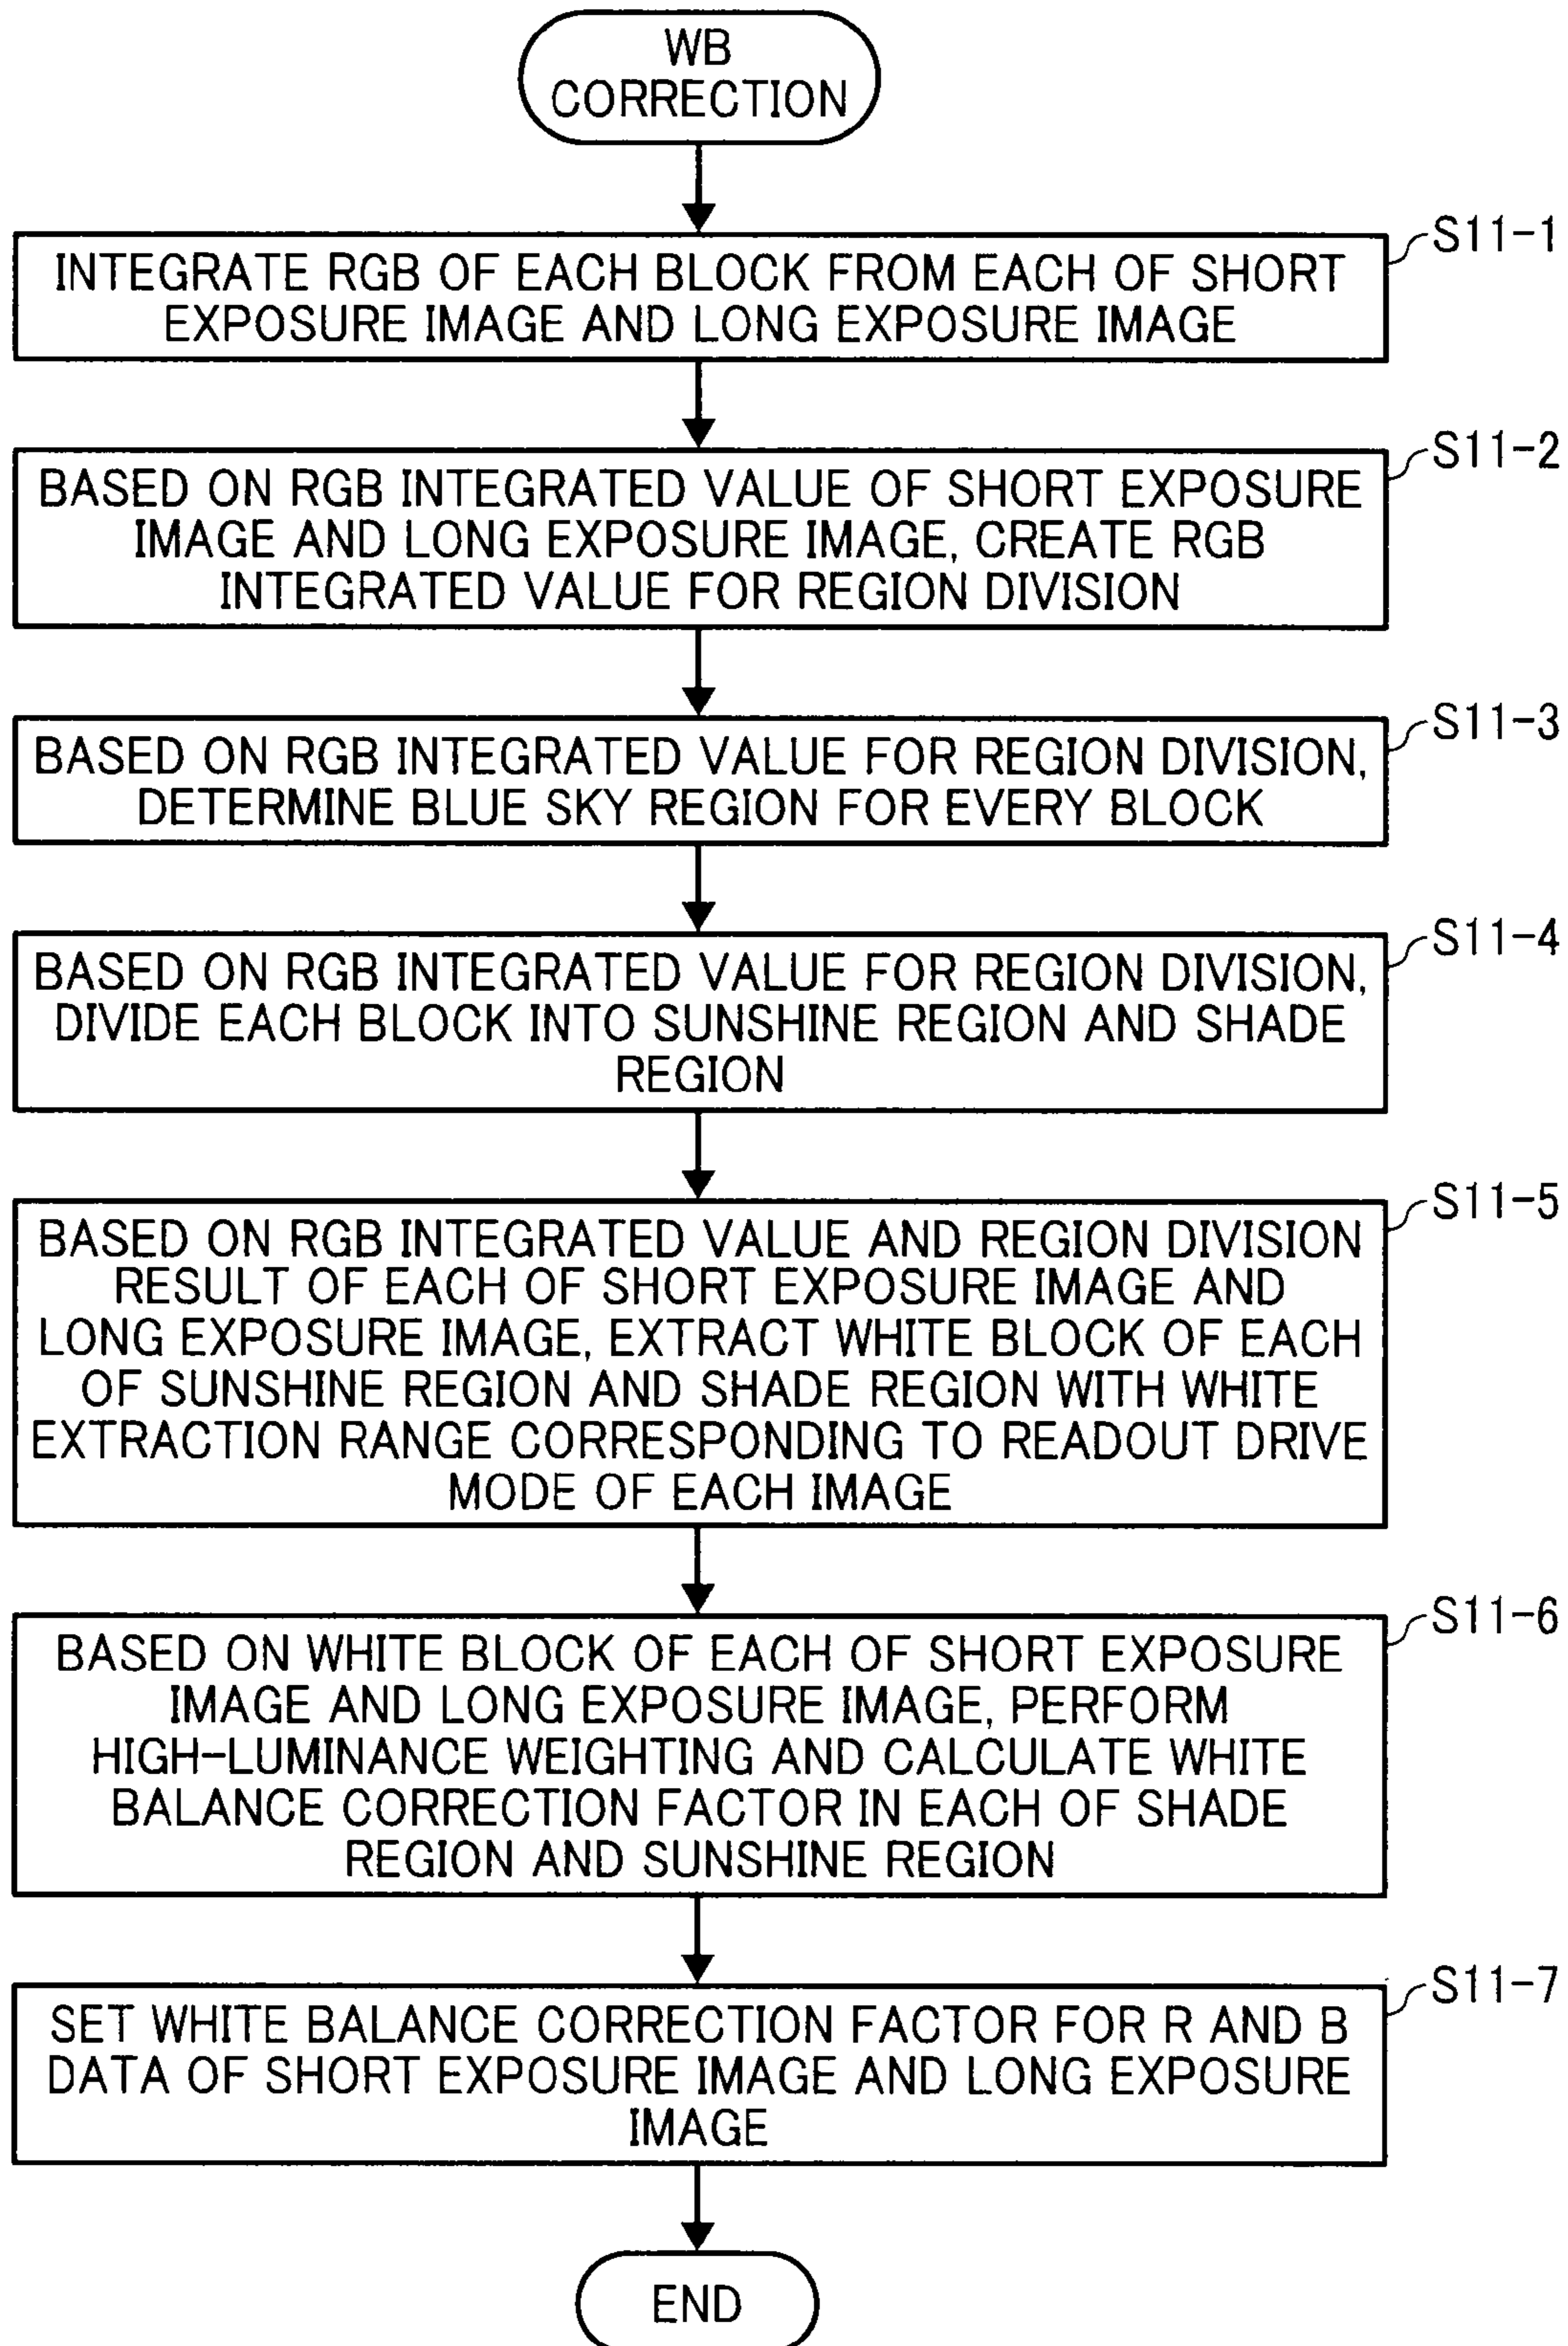 WB
CORRECTION
S11-1
INTEGRATE RGB OF EACH BLOCK FROM EACH OF SHORT
EXPOSURE IMAGE AND LONG EXPOSURE IMAGE
S11-2
BASED ON RGB INTEGRATED VALUE OF SHORT EXPOSURE
IMAGE AND LONG EXPOSURE IMAGE, CREATE RGB
INTEGRATED VALUE FOR REGION DIVISION
S11-3
BASED ON RGB INTEGRATED VALUE FOR REGION DIVISION,
DETERMINE BLUE SKY REGION FOR EVERY BLOCK
S11-4
BASED ON RGB INTEGRATED VALUE FOR REGION DIVISION,
DIVIDE EACH BLOCK INTO SUNSHINE REGION AND SHADE
REGION
S11-5
BASED ON RGB INTEGRATED VALUE AND REGION DIVISION
RESULT OF EACH OF SHORT EXPOSURE IMAGE AND
LONG EXPOSURE IMAGE, EXTRACT WHITE BLOCK OF EACH
OF SUNSHINE REGION AND SHADE REGION WITH WHITE
EXTRACTION RANGE CORRESPONDING TO READOUT DRIVE
MODE OF EACH IMAGE
S11-6
BASED ON WHITE BLOCK OF EACH OF SHORT EXPOSURE
IMAGE AND LONG EXPOSURE IMAGE, PERFORM
HIGH-LUMINANCE WEIGHTING AND CALCULATE WHITE
BALANCE CORRECTION FACTOR IN EACH OF SHADE
REGION AND SUNSHINE REGION
S11-7
SET WHITE BALANCE CORRECTION FACTOR FOR R AND B
DATA OF SHORT EXPOSURE IMAGE AND LONG EXPOSURE
IMAGE
END